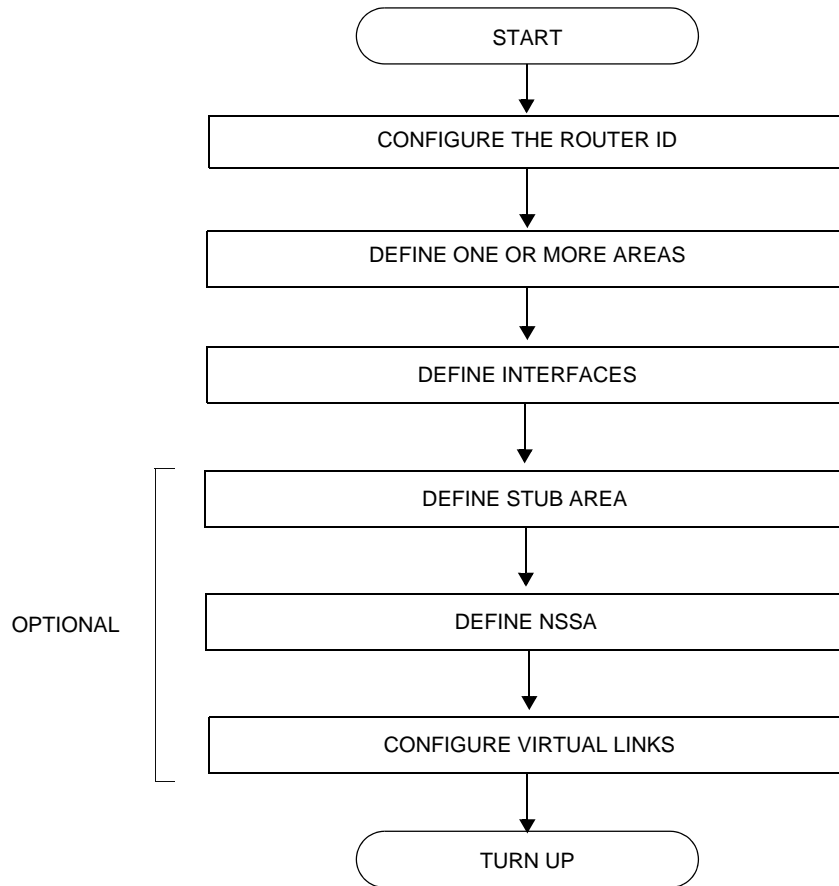 START
CONFIGURE THE ROUTER ID
DEFINE ONE OR MORE AREAS
DEFINE INTERFACES
DEFINE STUB AREA
OPTIONAL
DEFINE NSSA
CONFIGURE VIRTUAL LINKS
TURN UP